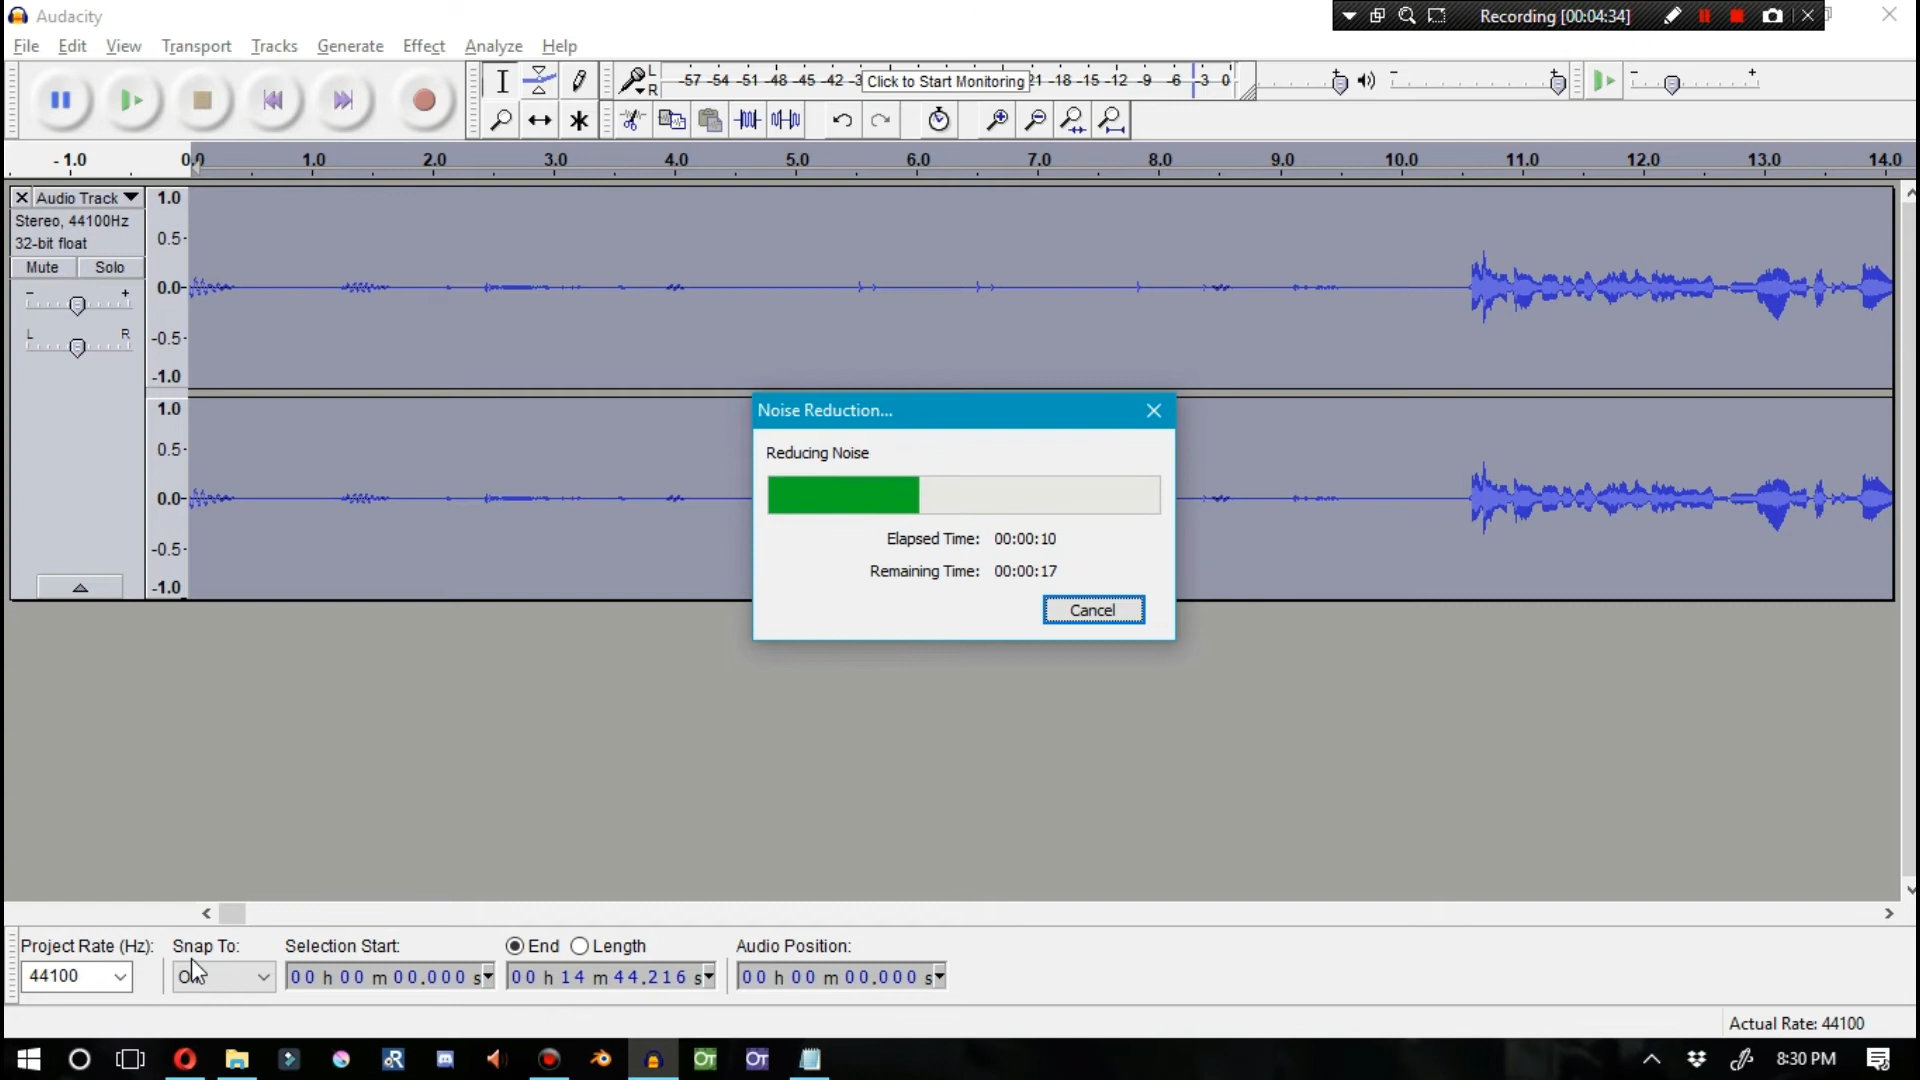 Audacity
Recording [00:04:34]
File Edit View Transport Tracks Generate Effect Analyze Help
L
R
-57 -54 -51 -48 -45 -42 -3 Click to Start Monitoring 21 -18 -15 -12 -9 -6 -3 0
-1.0 0.0 1.0 2.0 3.0 4.0 5.0 6.0 7.0 8.0 9.0 10.0 11.0 12.0 13.0 14.0
Audio Track 1.0
Stereo, 44100Hz
32-bit float
0.5-
Mute Solo
0.0-
L R
-0.5-
-1.0
1.0
0.5-
0.0-
-0.5-
-1.0
Noise Reduction...
Reducing Noise
Elapsed Time: 00:00:10
Remaining Time: 00:00:17
Cancel
Project Rate (Hz): Snap To: Selection Start: End Length Audio Position:
44100 00 h 00 m 00.000 s 00 h 14 m 44.216 s 00 h 00 m 00.000 s
Actual Rate: 44100
R OT OT 8:30 PM